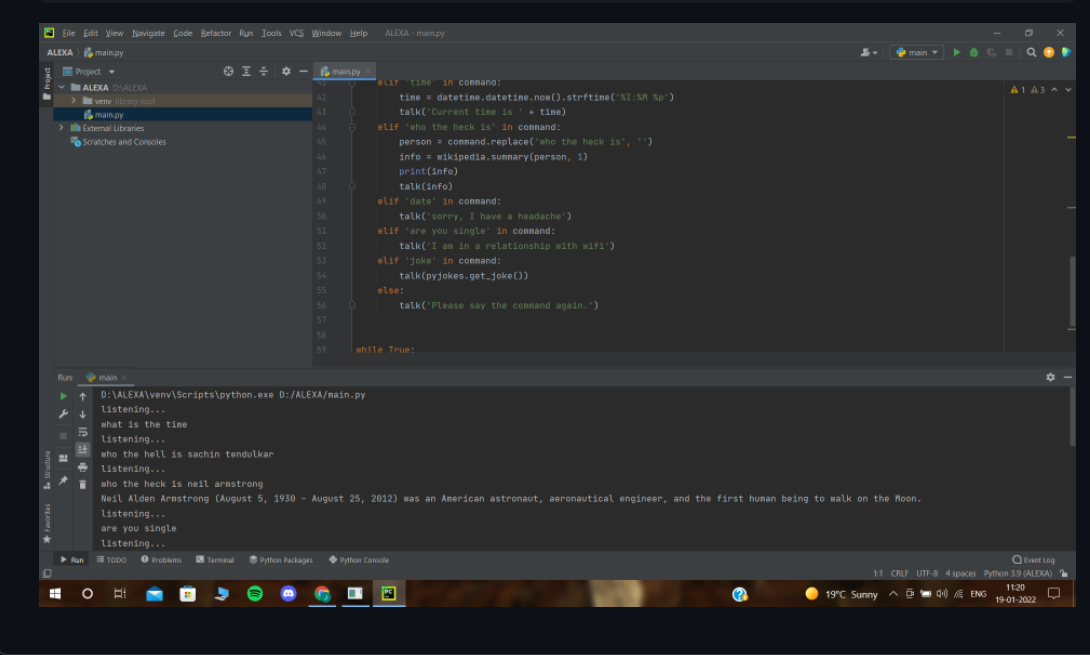 File Edit View Navigate Code Refactor Run Tools VCS Window Help ALEXA - main.py
ALEXA main.py
main
Project
main.py
ALEXA D:\ALEXA
venv library root
main.py
External Libraries
Scratches and Consoles
Project
1 3
41 elif 'time' in command:
42 time = datetime.datetime.now().strftime('%I:%M %p')
43 talk('Current time is ' + time)
44 elif 'who the heck is' in command:
45 person = command.replace('who the heck is', '')
46 info = wikipedia.summary(person, 1)
47 print(info)
48 talk(info)
49 elif 'date' in command:
50 talk('sorry, I have a headache')
51 elif 'are you single' in command:
52 talk('I am in a relationship with wifi')
53 elif 'joke' in command:
54 talk(pyjokes.get_joke())
55 else:
56 talk('Please say the command again.')
57
58
59 while True:
Run: main
D:\ALEXA\venv\Scripts\python.exe D:/ALEXA/main.py
listening...
what is the time
listening...
who the hell is sachin tendulkar
listening...
who the heck is neil armstrong
Neil Alden Armstrong (August 5, 1930 – August 25, 2012) was an American astronaut, aeronautical engineer, and the first human being to walk on the Moon.
listening...
are you single
listening...
Structure
Favorites
Run TODO Problems Terminal Python Packages Python Console Event Log
1:1 CRLF UTF-8 4 spaces Python 3.9 (ALEXA)
19°C Sunny ENG 11:20
19-01-2022